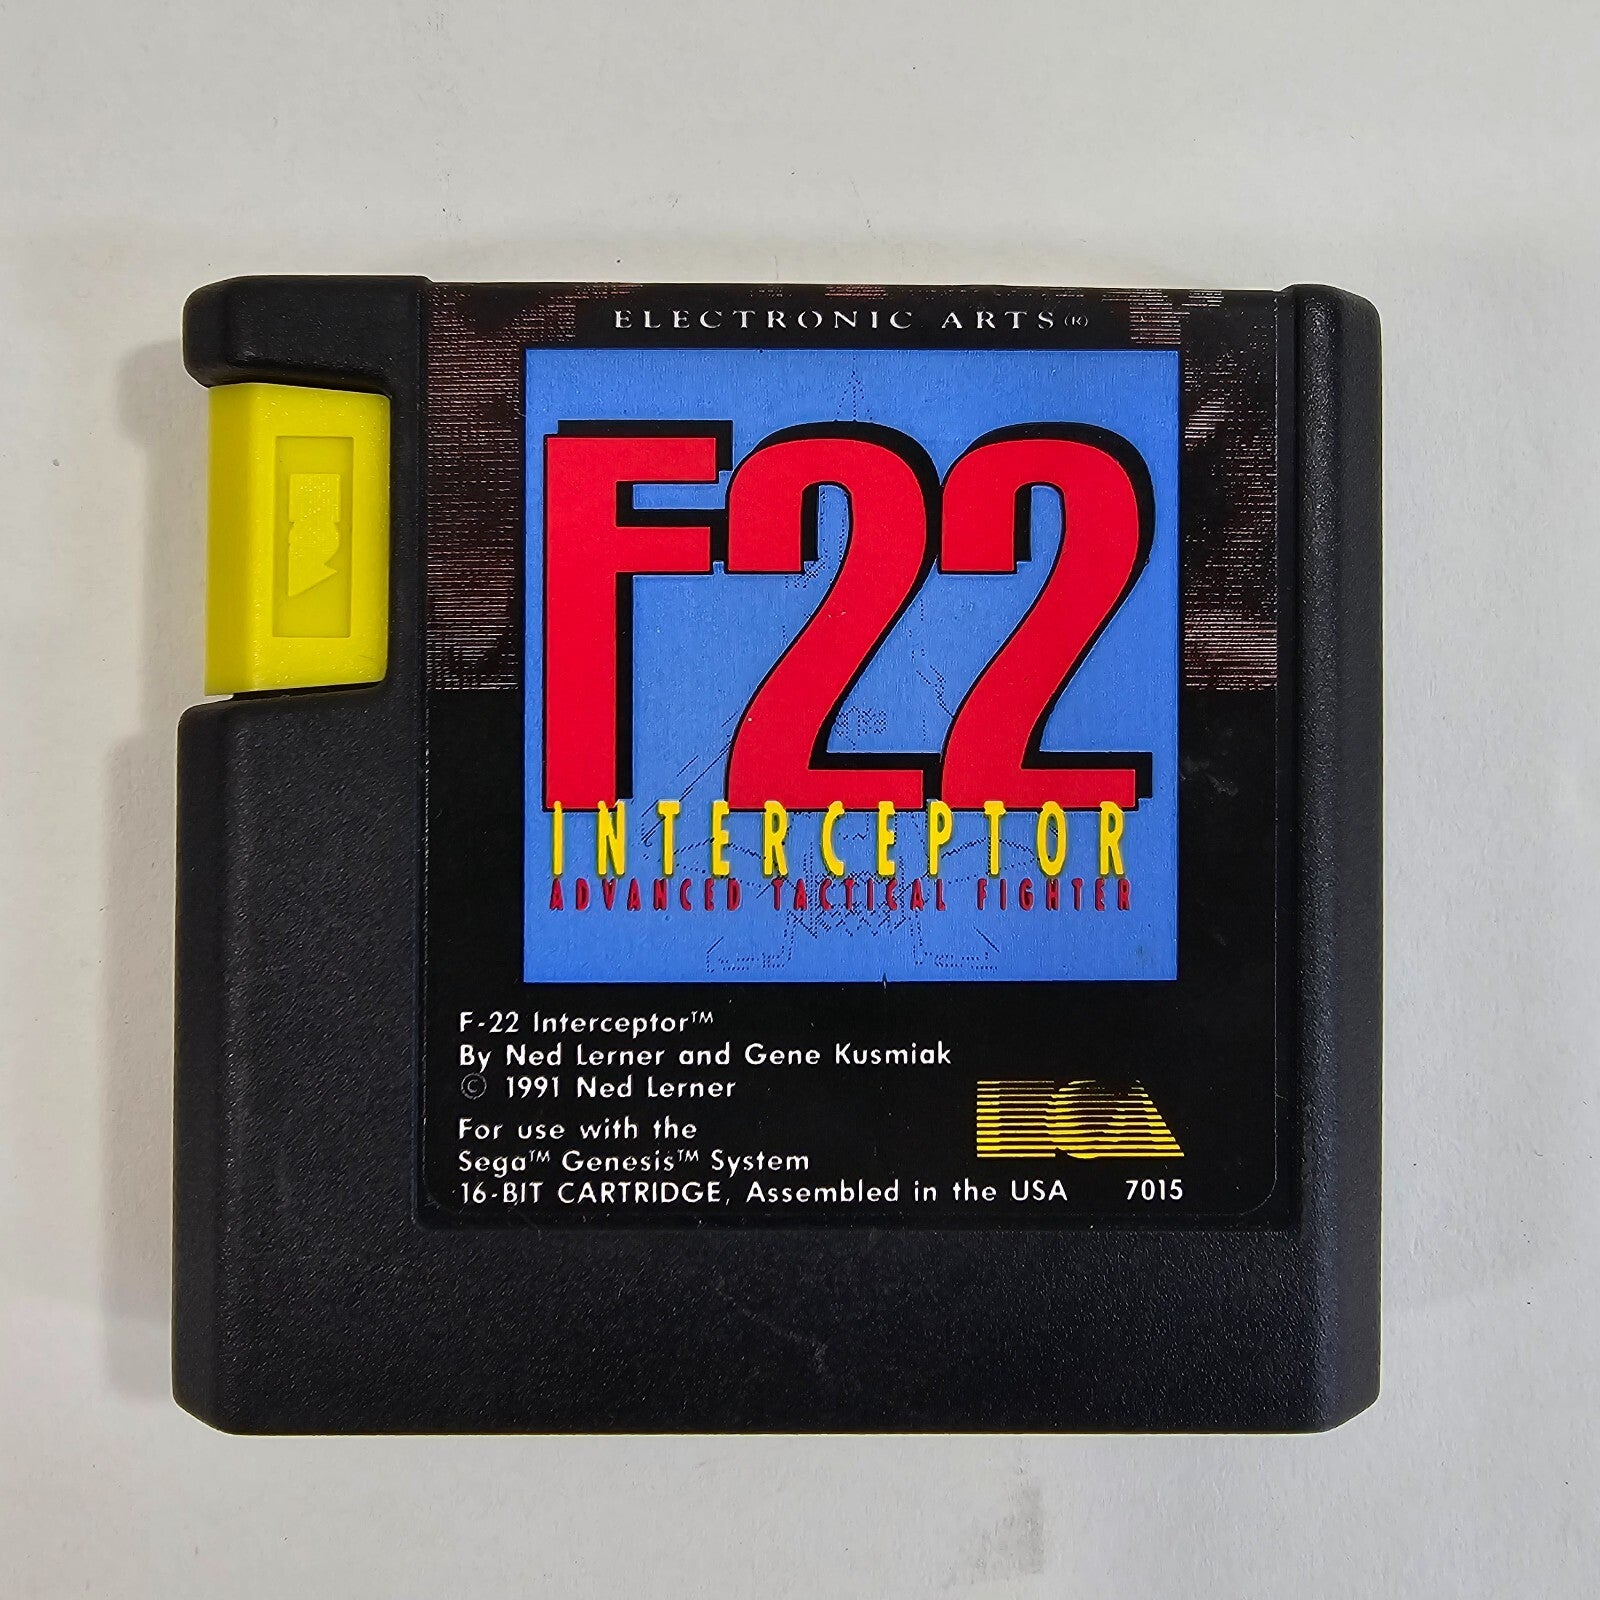 ELECTRONIC ARTS(R)
F22
INTERCEPTOR
ADVANCED TACTICAL FIGHTER
F-22 Interceptor™
By Ned Lerner and Gene Kusmiak
© 1991 Ned Lerner
For use with the
Sega™ Genesis™ System
16-BIT CARTRIDGE, Assembled in the USA 7015
EA